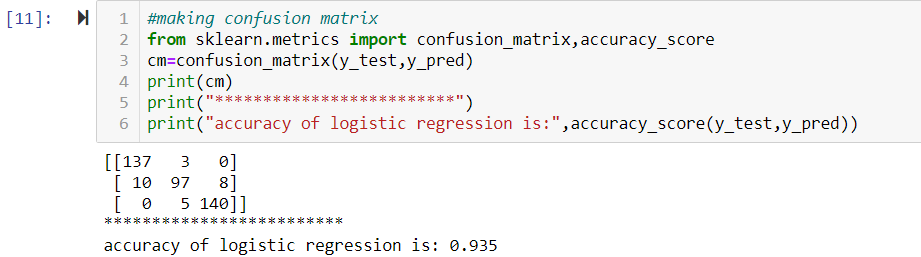 [11]:
1 #making confusion matrix
2 from sklearn.metrics import confusion_matrix,accuracy_score
3 cm=confusion_matrix(y_test,y_pred)
4 print(cm)
5 print("*************************")
6 print("accuracy of logistic regression is:",accuracy_score(y_test,y_pred))
[[137   3   0]
 [ 10  97   8]
 [  0   5 140]]
*************************
accuracy of logistic regression is: 0.935